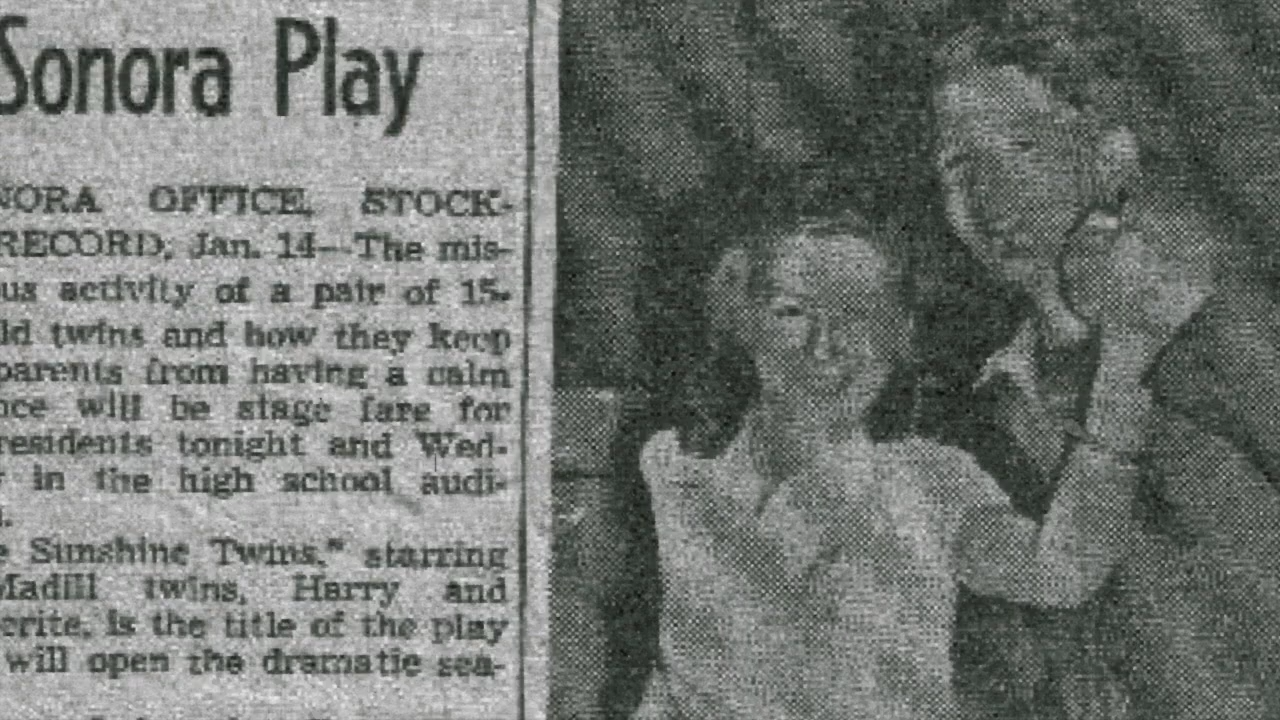 Sonora Play
NORA OFFICE, STOCK-
RECORD; Jan. 14—The mis-
us activity of a pair of 15-
ld twins and how they keep
parents from having a calm
nce will be stage fare for
residents tonight and Wed-
r in the high school audi-
e Sunshine Twins," starring
Madill twins, Harry and
erite, is the title of the play
will open the dramatic sea-